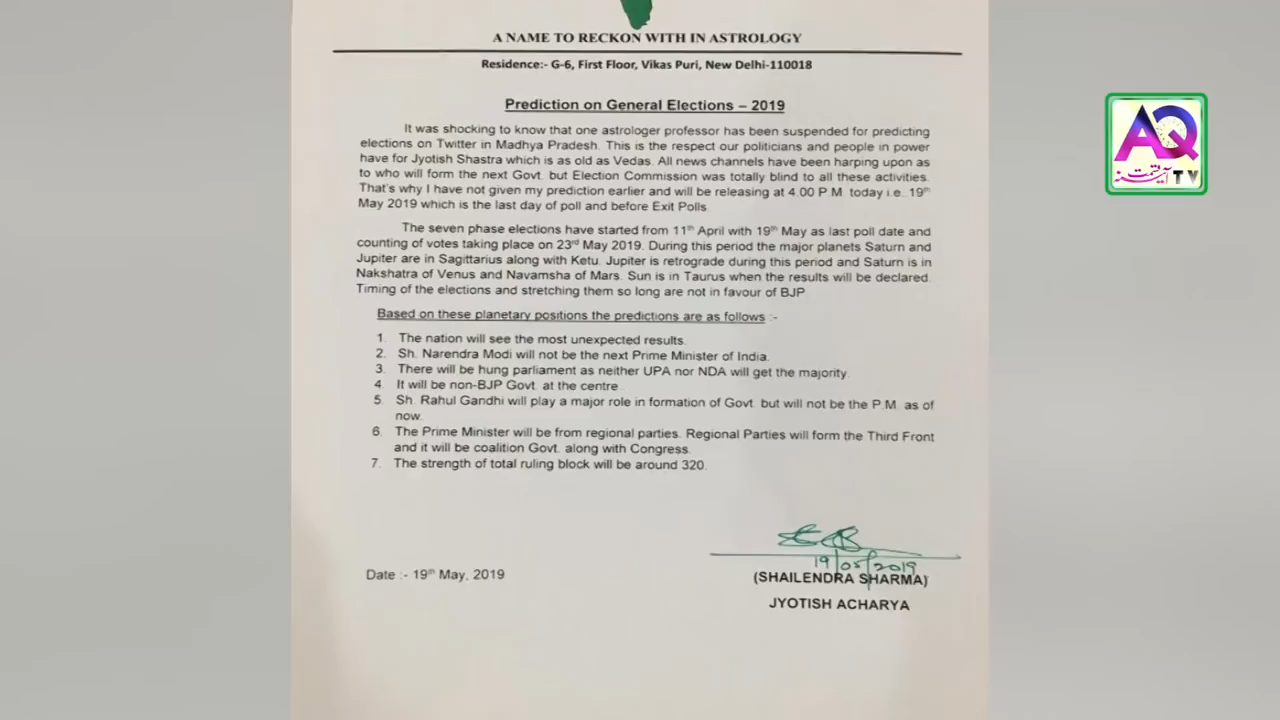 A NAME TO RECKON WITH IN ASTROLOGY
Residence:- G-6, First Floor, Vikas Puri, New Delhi-110018
Prediction on General Elections – 2019
It was shocking to know that one astrologer professor has been suspended for predicting
elections on Twitter in Madhya Pradesh. This is the respect our politicians and people in power
have for Jyotish Shastra which is as old as Vedas. All news channels have been harping upon as
to who will form the next Govt. but Election Commission was totally blind to all these activities.
That's why I have not given my prediction earlier and will be releasing at 4.00 P.M. today i.e. 19th
May 2019 which is the last day of poll and before Exit Polls.
The seven phase elections have started from 11th April with 19th May as last poll date and
counting of votes taking place on 23rd May 2019. During this period the major planets Saturn and
Jupiter are in Sagittarius along with Ketu. Jupiter is retrograde during this period and Saturn is in
Nakshatra of Venus and Navamsha of Mars. Sun is in Taurus when the results will be declared.
Timing of the elections and stretching them so long are not in favour of BJP
Based on these planetary positions the predictions are as follows :-
1. The nation will see the most unexpected results.
2. Sh. Narendra Modi will not be the next Prime Minister of India.
3. There will be hung parliament as neither UPA nor NDA will get the majority.
4. It will be non-BJP Govt. at the centre
5. Sh. Rahul Gandhi will play a major role in formation of Govt. but will not be the P.M. as of
now.
6. The Prime Minister will be from regional parties. Regional Parties will form the Third Front
and it will be coalition Govt. along with Congress.
7. The strength of total ruling block will be around 320.
19/05/2019
Date :- 19th May, 2019
(SHAILENDRA SHARMA)
JYOTISH ACHARYA
AQ
آئینہ قسمت TV